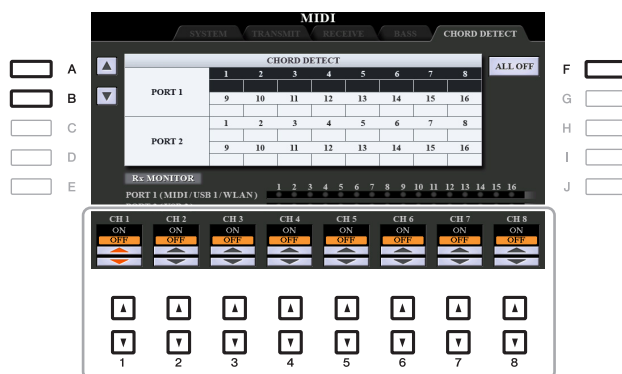 MIDI
SYSTEM TRANSMIT RECEIVE BASS CHORD DETECT
A
B
C
D
E
CHORD DETECT
ALL OFF
PORT 1
1 2 3 4 5 6 7 8
9 10 11 12 13 14 15 16
PORT 2
1 2 3 4 5 6 7 8
9 10 11 12 13 14 15 16
F
G
H
I
J
Rx MONITOR
1 2 3 4 5 6 7 8 9 10 11 12 13 14 15 16
PORT 1 (MIDI/USB 1/WLAN)
CH 1 CH 2 CH 3 CH 4 CH 5 CH 6 CH 7 CH 8
ON ON ON ON ON ON ON ON
OFF OFF OFF OFF OFF OFF OFF OFF
1 2 3 4 5 6 7 8